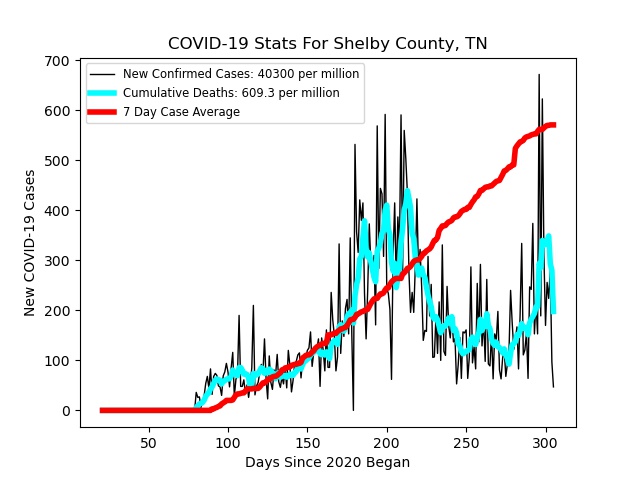 COVID-19 Stats For Shelby County, TN
New Confirmed Cases: 40300 per million
Cumulative Deaths: 609.3 per million
7 Day Case Average
700
600
500
400
300
200
100
0
New COVID-19 Cases
50 100 150 200 250 300
Days Since 2020 Began